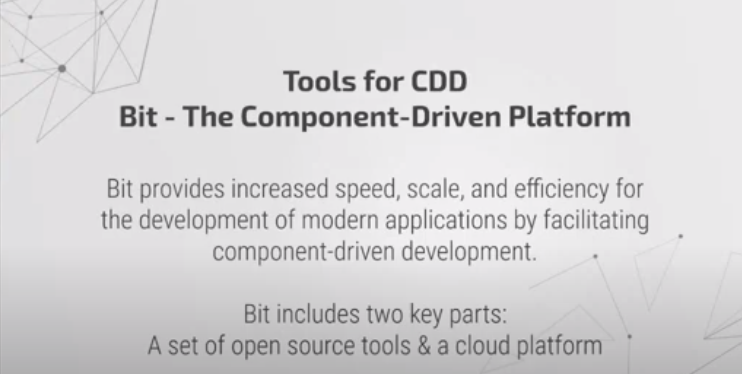 Tools for CDD
Bit - The Component-Driven Platform
Bit provides increased speed, scale, and efficiency for
the development of modern applications by facilitating
component-driven development.
Bit includes two key parts:
A set of open source tools & a cloud platform